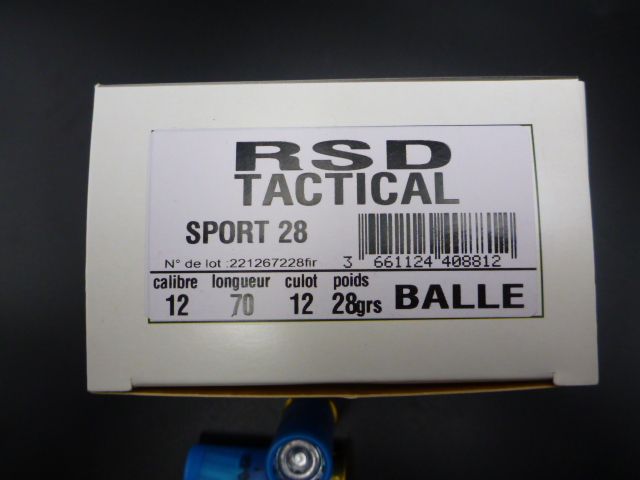 RSD
TACTICAL
SPORT 28
N° de lot :221267228fir
3 661124 408812
calibre longueur culot poids
12 70 12 28grs BALLE